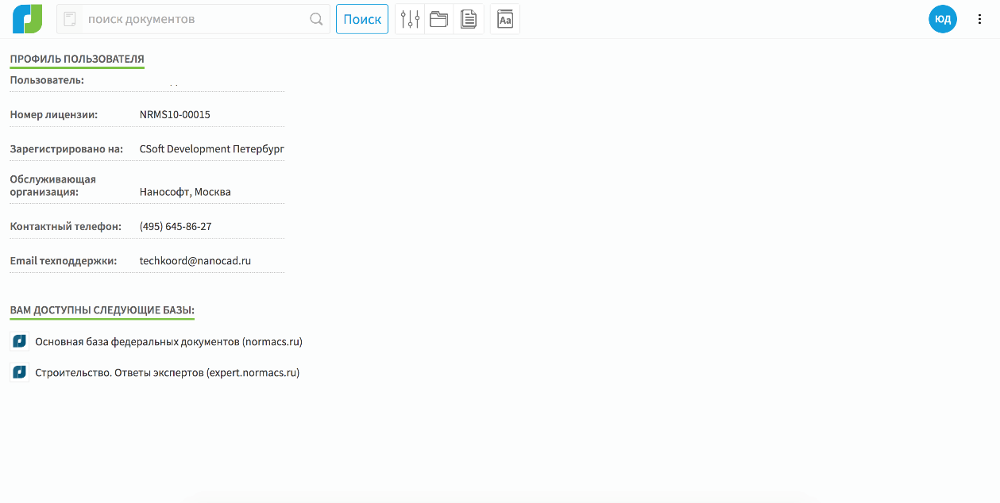 поиск документов
Поиск
Aa
ЮД
ПРОФИЛЬ ПОЛЬЗОВАТЕЛЯ
Пользователь:
Номер лицензии: NRMS10-00015
Зарегистрировано на: CSoft Development Петербург
Обслуживающая
организация: Нанософт, Москва
Контактный телефон: (495) 645-86-27
Email техподдержки: techkoord@nanocad.ru
ВАМ ДОСТУПНЫ СЛЕДУЮЩИЕ БАЗЫ:
Основная база федеральных документов (normacs.ru)
Строительство. Ответы экспертов (expert.normacs.ru)